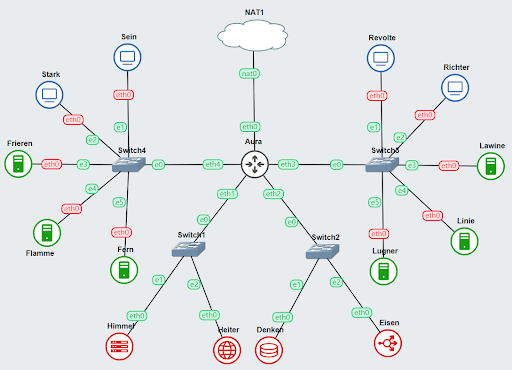 NAT1
nat0
eth0
Aura
Sein
eth0
e1
Stark
eth0
e2
Switch4
Frieren
eth0
e3
e0
eth4
eth3
e0
Switch3
Revolte
eth0
e1
Richter
eth0
e2
Lawine
e3
eth0
e4
eth0
Flamme
e5
eth0
Fern
e4
eth0
Linie
e5
eth0
Lugner
eth1
e0
Switch1
eth2
e0
Switch2
e1
eth0
Himmel
e2
eth0
Heiter
e1
eth0
Denken
e2
eth0
Eisen